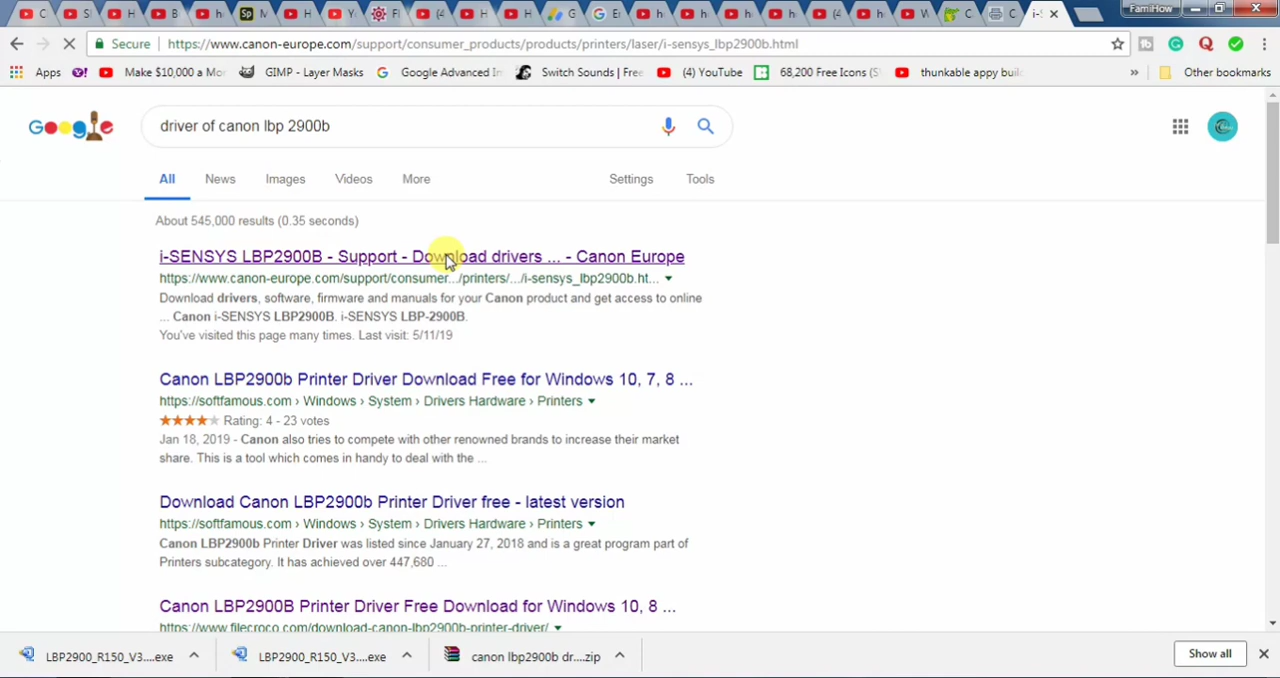 FamiHow
Secure
https://www.canon-europe.com/support/consumer_products/products/printers/laser/i-sensys_lbp2900b.html
Apps
Make $10,000 a Mo
GIMP - Layer Masks
Google Advanced
Switch Sounds | Free
(4) YouTube
68,200 Free Icons
thunkable appy
Other bookmarks
driver of canon lbp 2900b
All
News
Images
Videos
More
Settings
Tools
About 545,000 results (0.35 seconds)
i-SENSYS LBP2900B - Support - Download drivers ... - Canon Europe
https://www.canon-europe.com/support/consumer.../printers/.../i-sensys_lbp2900b.ht...
Download drivers, software, firmware and manuals for your Canon product and get access to online
... Canon i-SENSYS LBP2900B. i-SENSYS LBP-2900B.
You've visited this page many times. Last visit: 5/11/19
Canon LBP2900b Printer Driver Download Free for Windows 10, 7, 8 ...
https://softfamous.com › Windows › System › Drivers Hardware › Printers
Rating: 4 - 23 votes
Jan 18, 2019 - Canon also tries to compete with other renowned brands to increase their market
share. This is a tool which comes in handy to deal with the ...
Download Canon LBP2900b Printer Driver free - latest version
https://softfamous.com › Windows › System › Drivers Hardware › Printers
Canon LBP2900b Printer Driver was listed since January 27, 2018 and is a great program part of
Printers subcategory. It has achieved over 447,680 ...
Canon LBP2900B Printer Driver Free Download for Windows 10, 8 ...
https://www.filecroco.com/download-canon-lbp2900b-printer-driver/
LBP2900_R150_V3....exe
LBP2900_R150_V3....exe
canon lbp2900b dr....zip
Show all